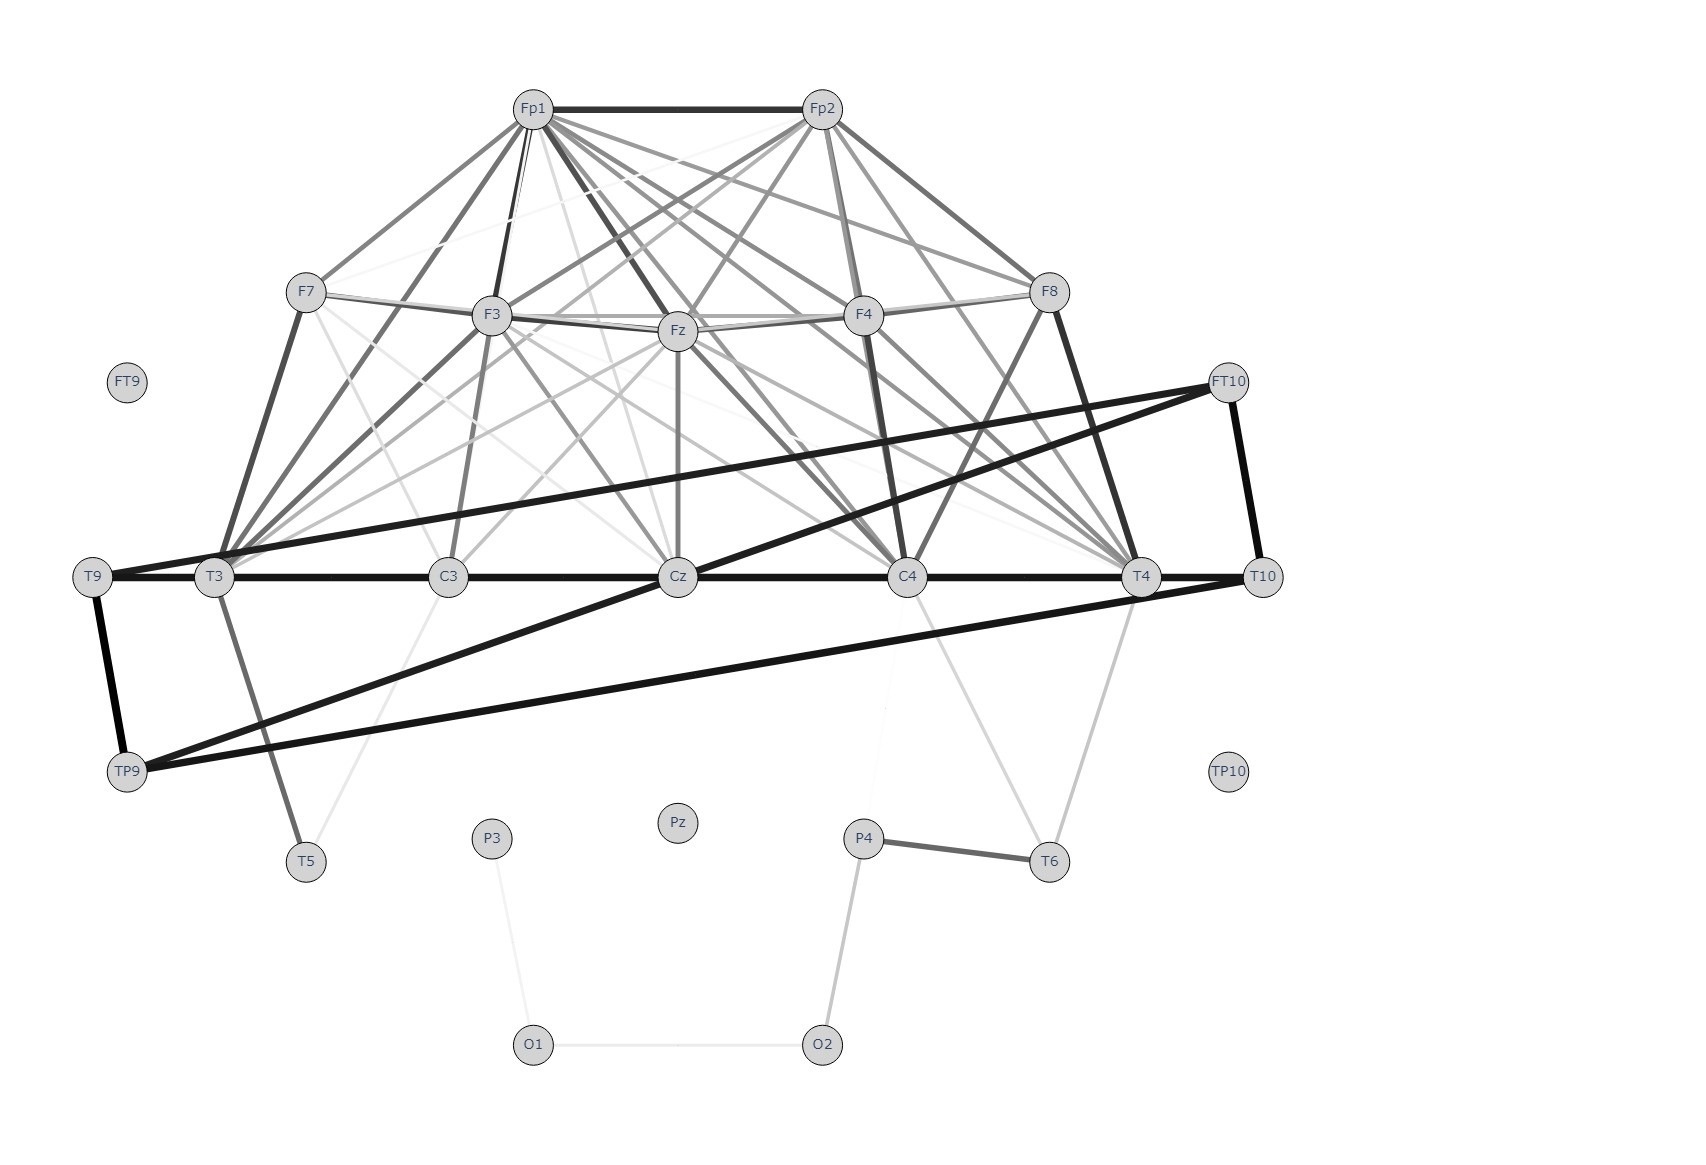 Fp1 Fp2
F7 F3 Fz F4 F8
FT9 FT10
T9 T3 C3 Cz C4 T4 T10
TP9 TP10
T5 P3 Pz P4 T6
O1 O2